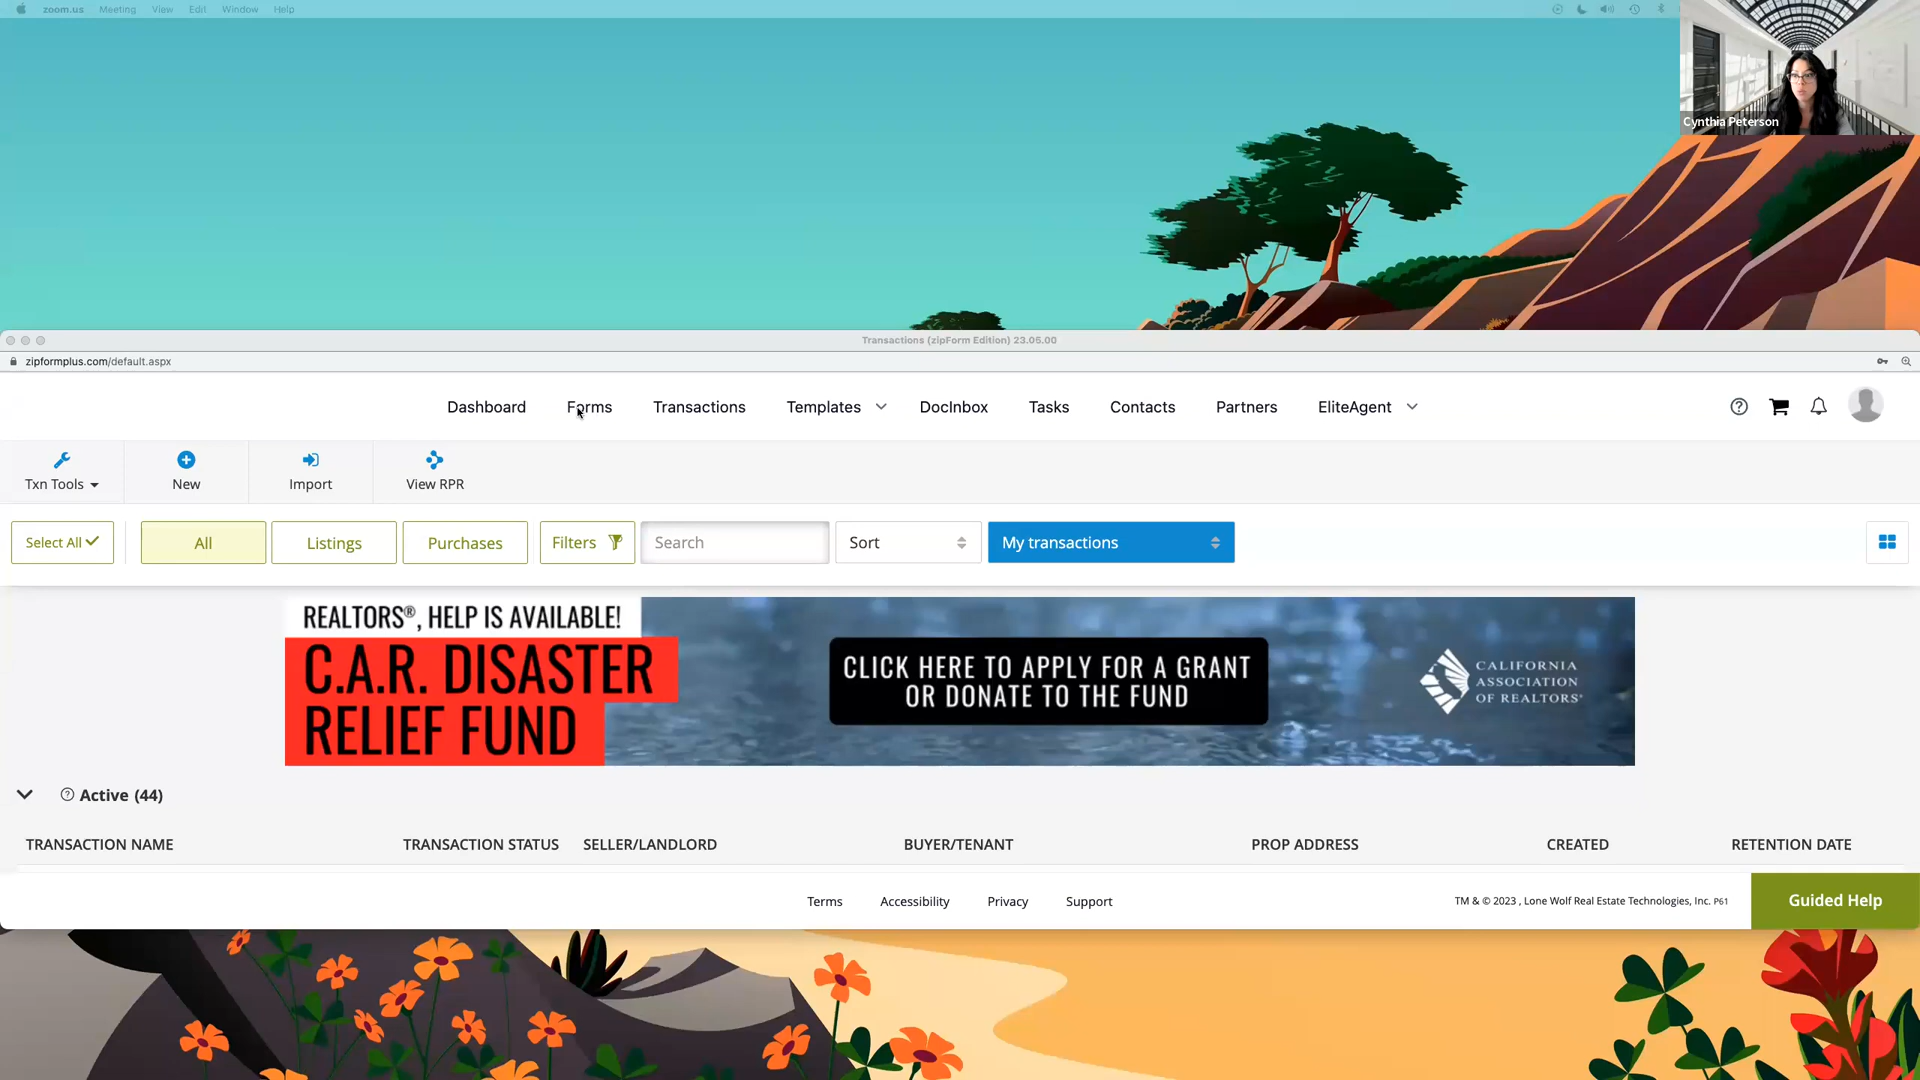 zoom.us Meeting View Edit Window Help
Cynthia Peterson
Transactions (zipForm Edition) 23.05.00
zipformplus.com/default.aspx
Dashboard Forms Transactions Templates DocInbox Tasks Contacts Partners EliteAgent
Txn Tools New Import View RPR
Select All All Listings Purchases Filters Search Sort My transactions
REALTORS®, HELP IS AVAILABLE!
C.A.R. DISASTER
RELIEF FUND
CLICK HERE TO APPLY FOR A GRANT
OR DONATE TO THE FUND
CALIFORNIA
ASSOCIATION
OF REALTORS®
Active (44)
TRANSACTION NAME TRANSACTION STATUS SELLER/LANDLORD BUYER/TENANT PROP ADDRESS CREATED RETENTION DATE
Terms Accessibility Privacy Support TM & © 2023 , Lone Wolf Real Estate Technologies, Inc. P61 Guided Help